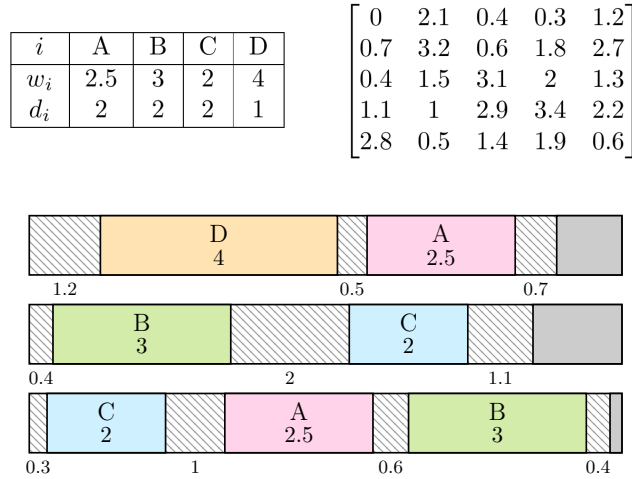 i A B C D
w_i 2.5 3 2 4
d_i 2 2 2 1
0 2.1 0.4 0.3 1.2
0.7 3.2 0.6 1.8 2.7
0.4 1.5 3.1 2 1.3
1.1 1 2.9 3.4 2.2
2.8 0.5 1.4 1.9 0.6
D A
4 2.5
1.2 0.5 0.7
B C
3 2
0.4 2 1.1
C A B
2 2.5 3
0.3 1 0.6 0.4